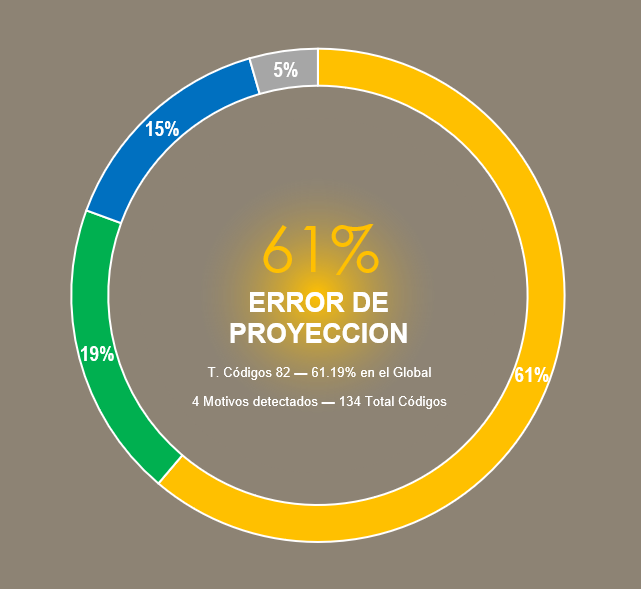 5%
15%
61%
ERROR DE
PROYECCION
19%
T. Códigos 82 — 61.19% en el Global
61%
4 Motivos detectados — 134 Total Códigos